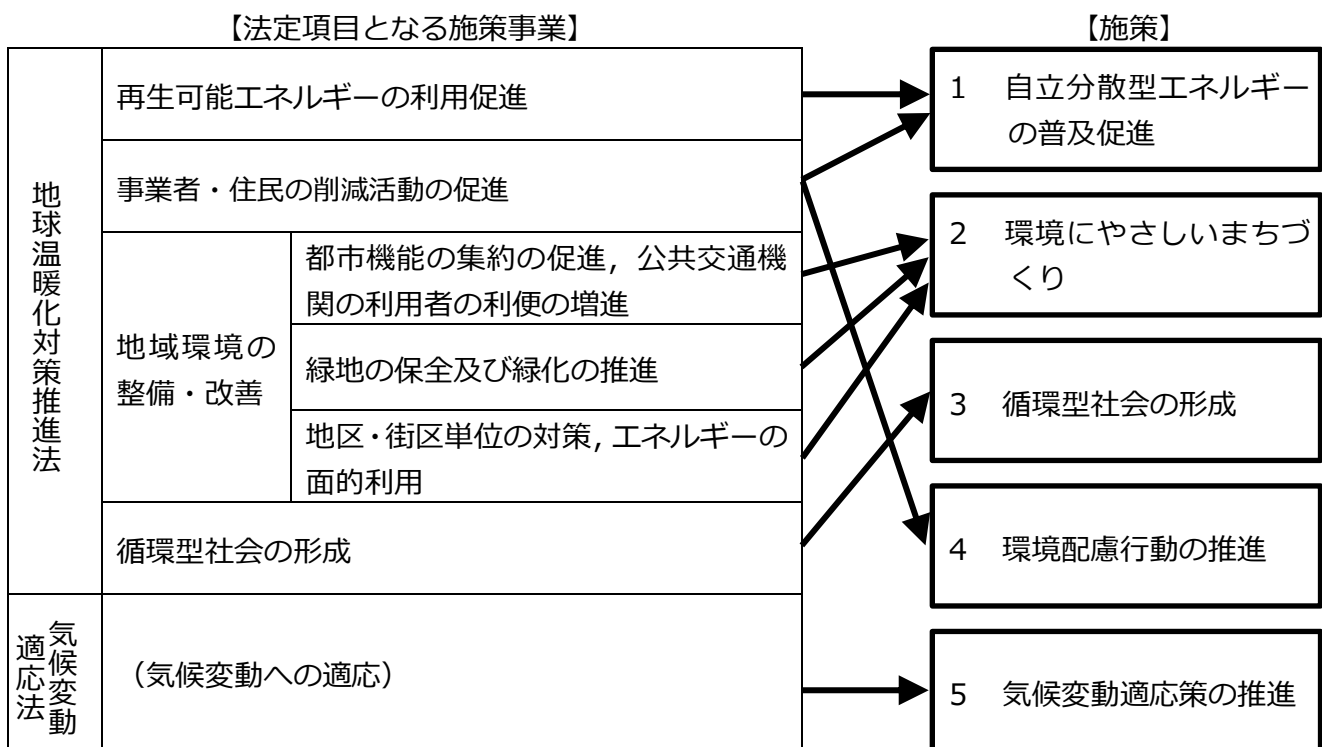 【法定項目となる施策事業】
【施策】
地球温暖化対策推進法
再生可能エネルギーの利用促進
事業者・住民の削減活動の促進
地域環境の
整備・改善
都市機能の集約の促進，公共交通機
関の利用者の利便の増進
緑地の保全及び緑化の推進
地区・街区単位の対策，エネルギーの
面的利用
循環型社会の形成
気候変動
適応法
（気候変動への適応）
1 自立分散型エネルギー
の普及促進
2 環境にやさしいまちづ
くり
3 循環型社会の形成
4 環境配慮行動の推進
5 気候変動適応策の推進